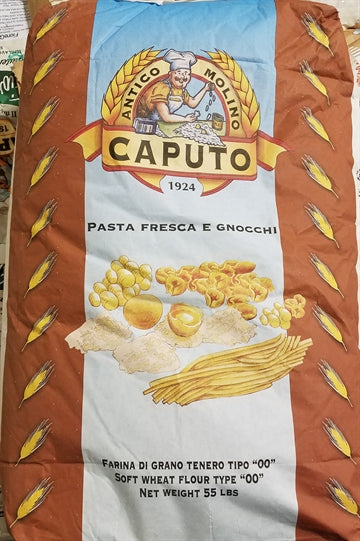 ANTICO MOLINO
CAPUTO
1924
PASTA FRESCA E GNOCCHI
FARINA DI GRANO TENERO TIPO "00"
SOFT WHEAT FLOUR TYPE "00"
NET WEIGHT 55 LBS